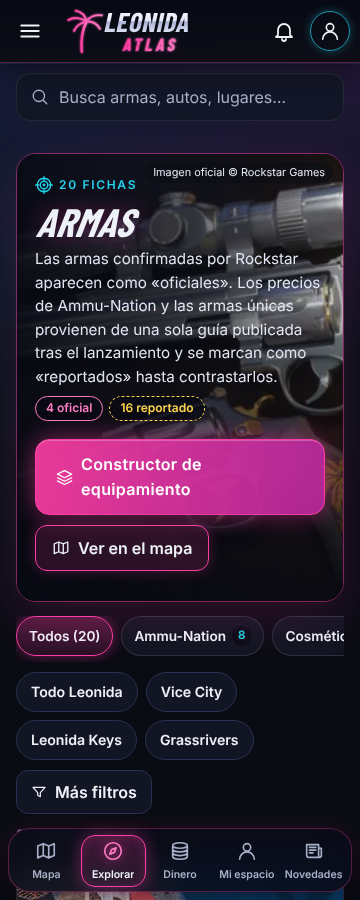 LEONIDA
ATLAS
Busca armas, autos, lugares...
Imagen oficial © Rockstar Games
20 FICHAS
ARMAS
Las armas confirmadas por Rockstar
aparecen como «oficiales». Los precios
de Ammu-Nation y las armas únicas
provienen de una sola guía publicada
tras el lanzamiento y se marcan como
«reportados» hasta contrastarlos.
4 oficial 16 reportado
Constructor de
equipamiento
Ver en el mapa
Todos (20) Ammu-Nation 8 Cosmétic
Todo Leonida Vice City
Leonida Keys Grassrivers
Más filtros
Mapa Explorar Dinero Mi espacio Novedades